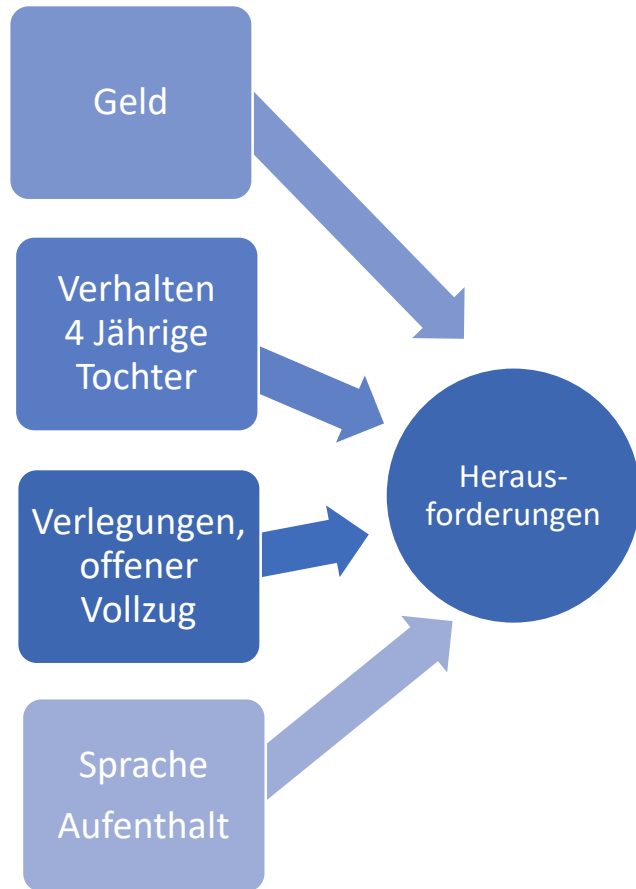 Geld
Verhalten
4 Jährige
Tochter
Verlegungen,
offener
Vollzug
Sprache
Aufenthalt
Heraus-
forderungen